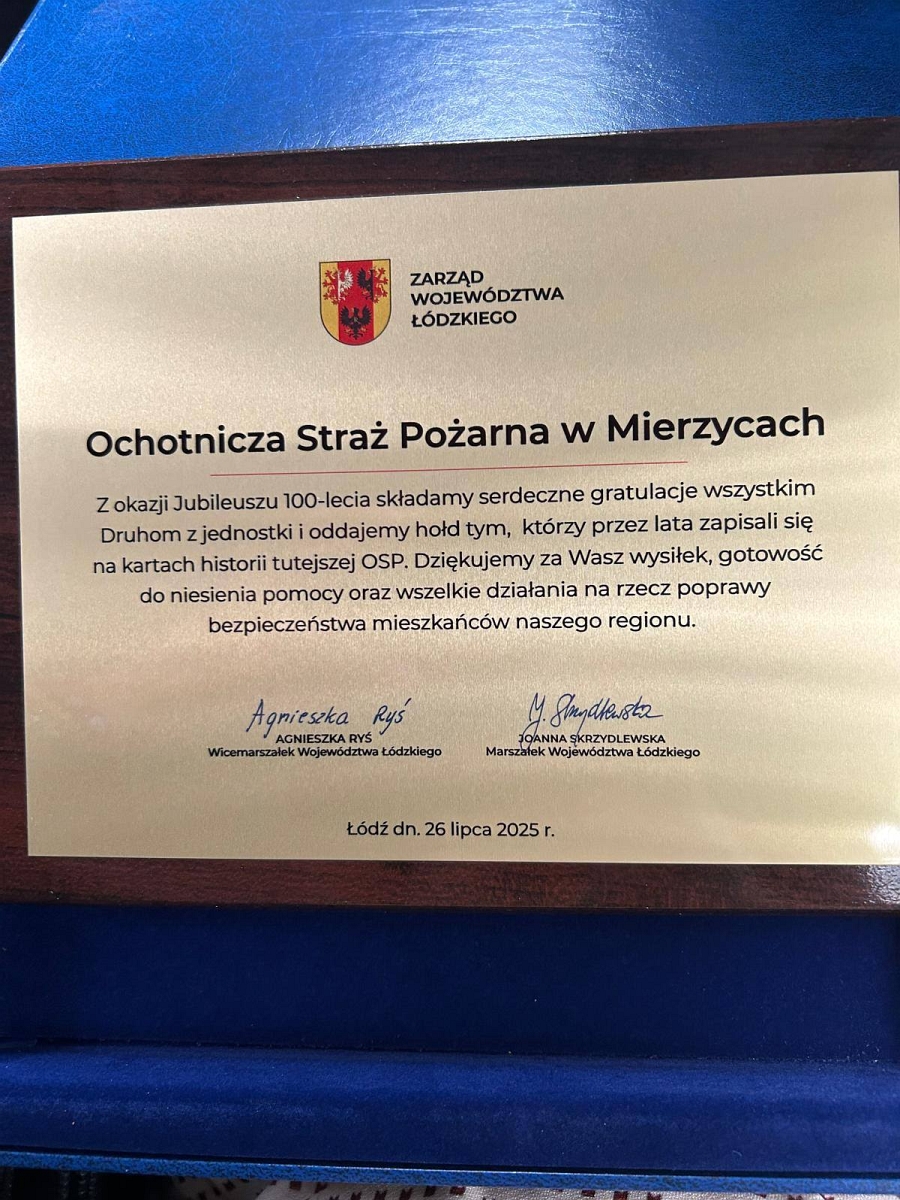 ZARZĄD
WOJEWÓDZTWA
ŁÓDZKIEGO
Ochotnicza Straż Pożarna w Mierzycach
Z okazji Jubileuszu 100-lecia składamy serdeczne gratulacje wszystkim
Druhom z jednostki i oddajemy hołd tym, którzy przez lata zapisali się
na kartach historii tutejszej OSP. Dziękujemy za Wasz wysiłek, gotowość
do niesienia pomocy oraz wszelkie działania na rzecz poprawy
bezpieczeństwa mieszkańców naszego regionu.
Agnieszka Ryś
AGNIESZKA RYŚ
Wicemarszałek Województwa Łódzkiego
J. Skrzydlewska
JOANNA SKRZYDLEWSKA
Marszałek Województwa Łódzkiego
Łódź dn. 26 lipca 2025 r.